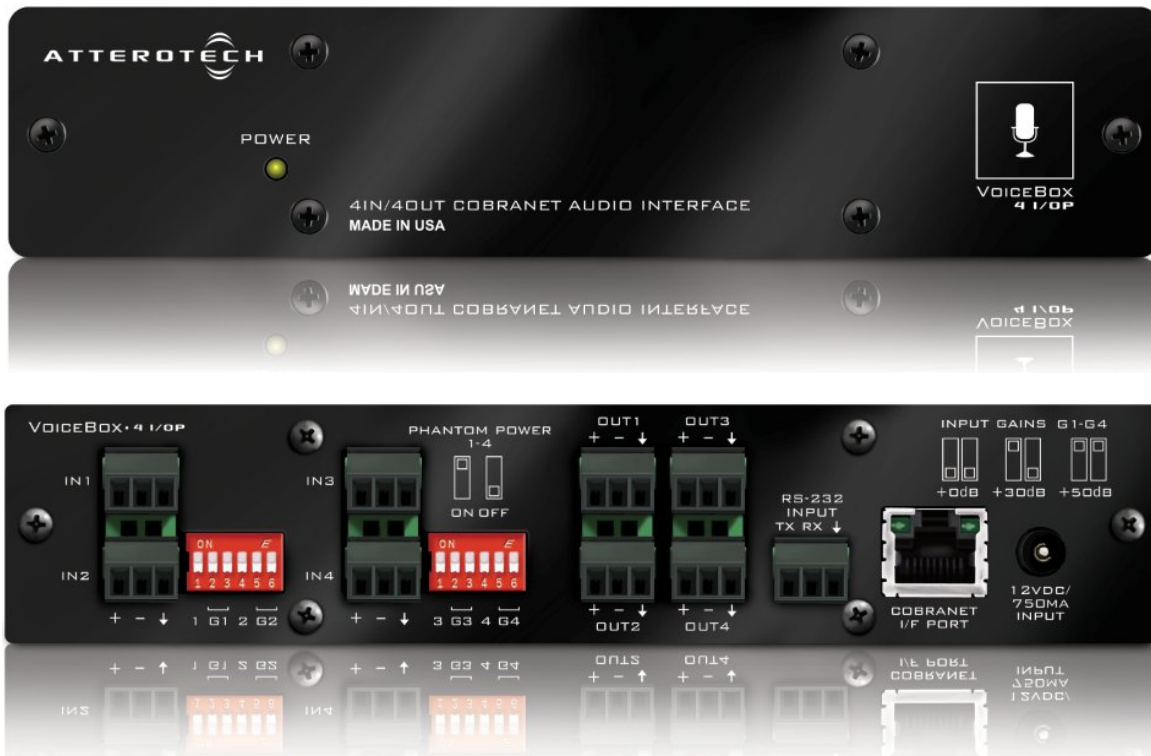 ATTEROTECH
POWER
4IN/4OUT COBRANET AUDIO INTERFACE
MADE IN USA
VOICEBOX
4 I/OP
VOICEBOX • 4 I/OP
IN1
IN2
ON E
1 2 3 4 5 6
+ - ↓ 1 G1 2 G2
PHANTOM POWER
1-4
ON OFF
IN3
IN4
ON E
1 2 3 4 5 6
+ - ↓ 3 G3 4 G4
OUT1 OUT3
+ - ↓ + - ↓
+ - ↓ + - ↓
OUT2 OUT4
RS-232
INPUT
TX RX ↓
INPUT GAINS G1-G4
+0dB +30dB +50dB
COBRANET
I/F PORT
12VDC/
750MA
INPUT